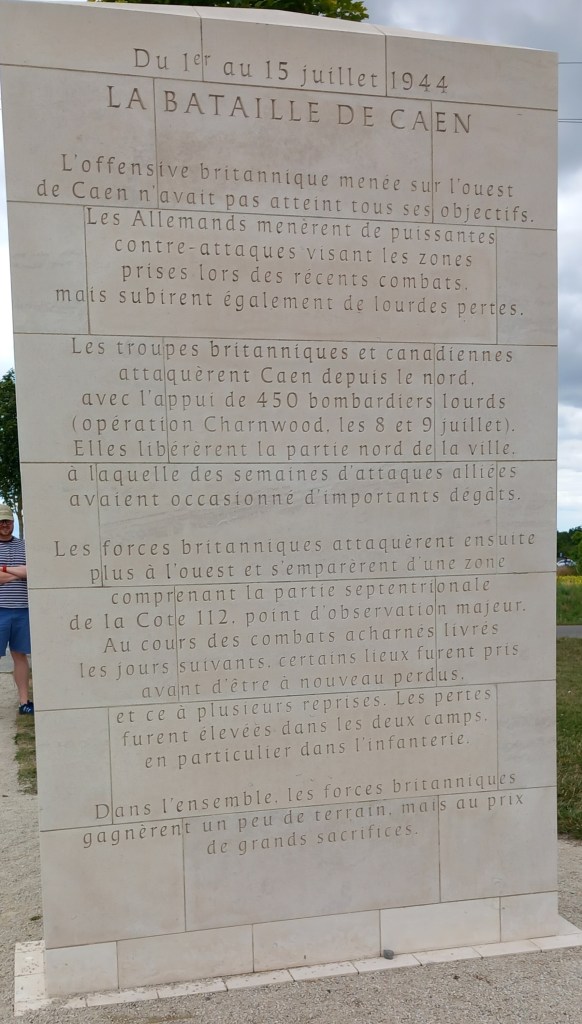 Du 1er au 15 juillet 1944
LA BATAILLE DE CAEN
L'offensive britannique menée sur l'ouest
de Caen n'avait pas atteint tous ses objectifs.
Les Allemands menèrent de puissantes
contre-attaques visant les zones
prises lors des récents combats,
mais subirent également de lourdes pertes.
Les troupes britanniques et canadiennes
attaquèrent Caen depuis le nord,
avec l'appui de 450 bombardiers lourds
(opération Charnwood, les 8 et 9 juillet).
Elles libérèrent la partie nord de la ville,
à laquelle des semaines d'attaques alliées
avaient occasionné d'importants dégâts.
Les forces britanniques attaquèrent ensuite
plus à l'ouest et s'emparèrent d'une zone
comprenant la partie septentrionale
de la Cote 112, point d'observation majeur.
Au cours des combats acharnés livrés
les jours suivants, certains lieux furent pris
avant d'être à nouveau perdus,
et ce à plusieurs reprises. Les pertes
furent élevées dans les deux camps,
en particulier dans l'infanterie.
Dans l'ensemble, les forces britanniques
gagnèrent un peu de terrain, mais au prix
de grands sacrifices.